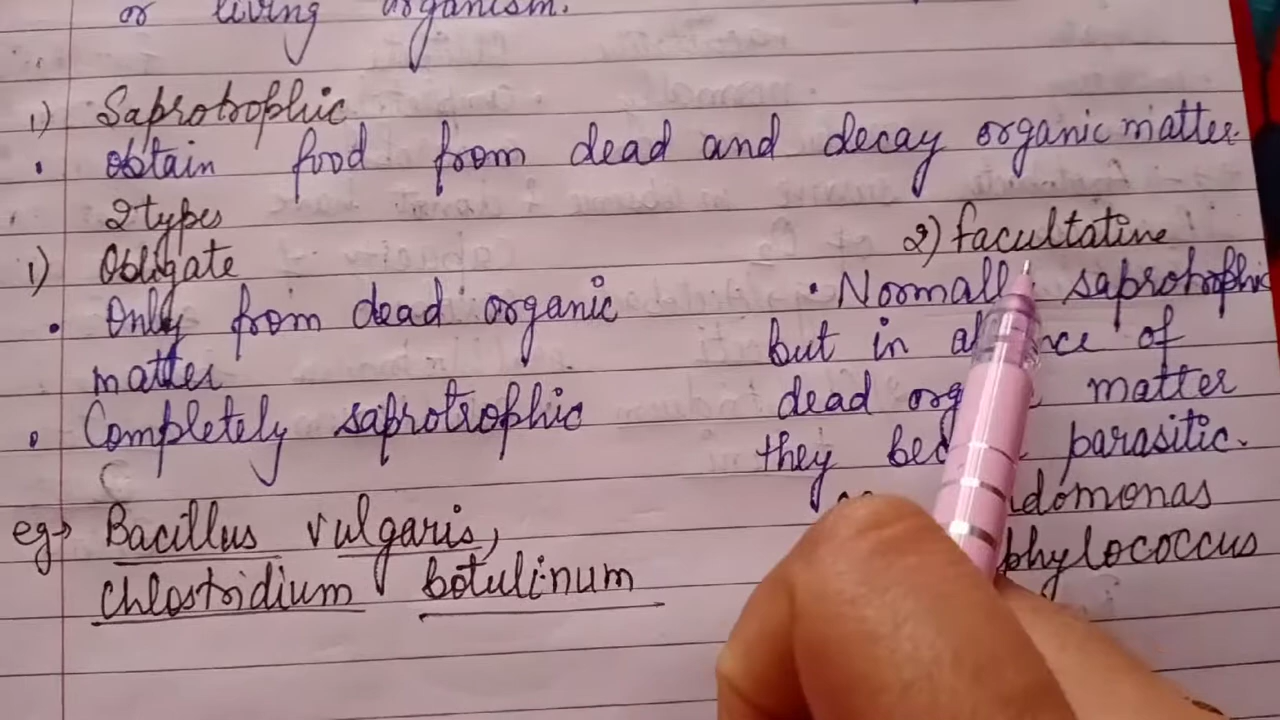 or living organism.
1) Saprotrophic
• obtain food from dead and decay organic matter.
2 types
1) Obligate
• Only from dead organic
matter
• Completely saprotrophic
eg→ Bacillus vulgaris,
Chlostridium botulinum
2) facultative
• Normall saprotrophic
but in of
dead matter
they parasitic.